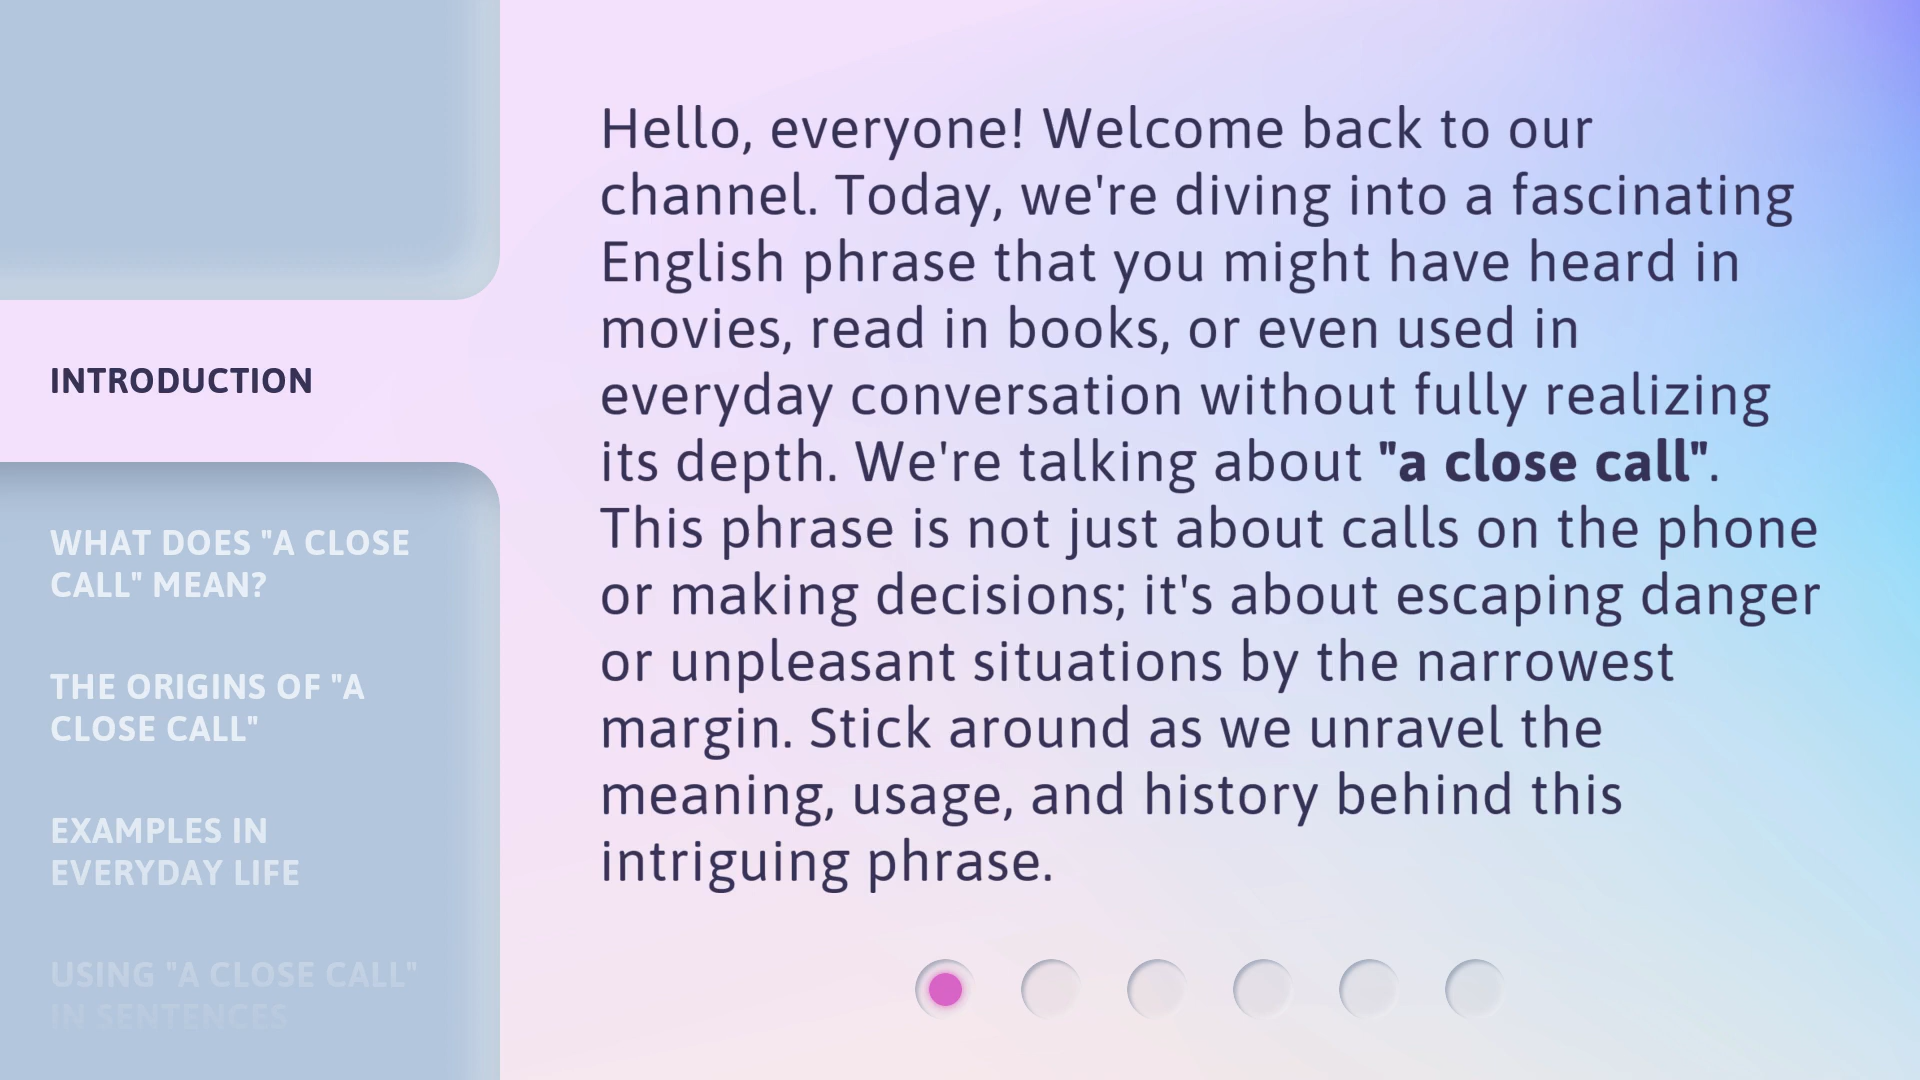 INTRODUCTION
WHAT DOES "A CLOSE
CALL" MEAN?
THE ORIGINS OF "A
CLOSE CALL"
EXAMPLES IN
EVERYDAY LIFE
USING "A CLOSE CALL"
IN SENTENCES
Hello, everyone! Welcome back to our
channel. Today, we're diving into a fascinating
English phrase that you might have heard in
movies, read in books, or even used in
everyday conversation without fully realizing
its depth. We're talking about "a close call".
This phrase is not just about calls on the phone
or making decisions; it's about escaping danger
or unpleasant situations by the narrowest
margin. Stick around as we unravel the
meaning, usage, and history behind this
intriguing phrase.